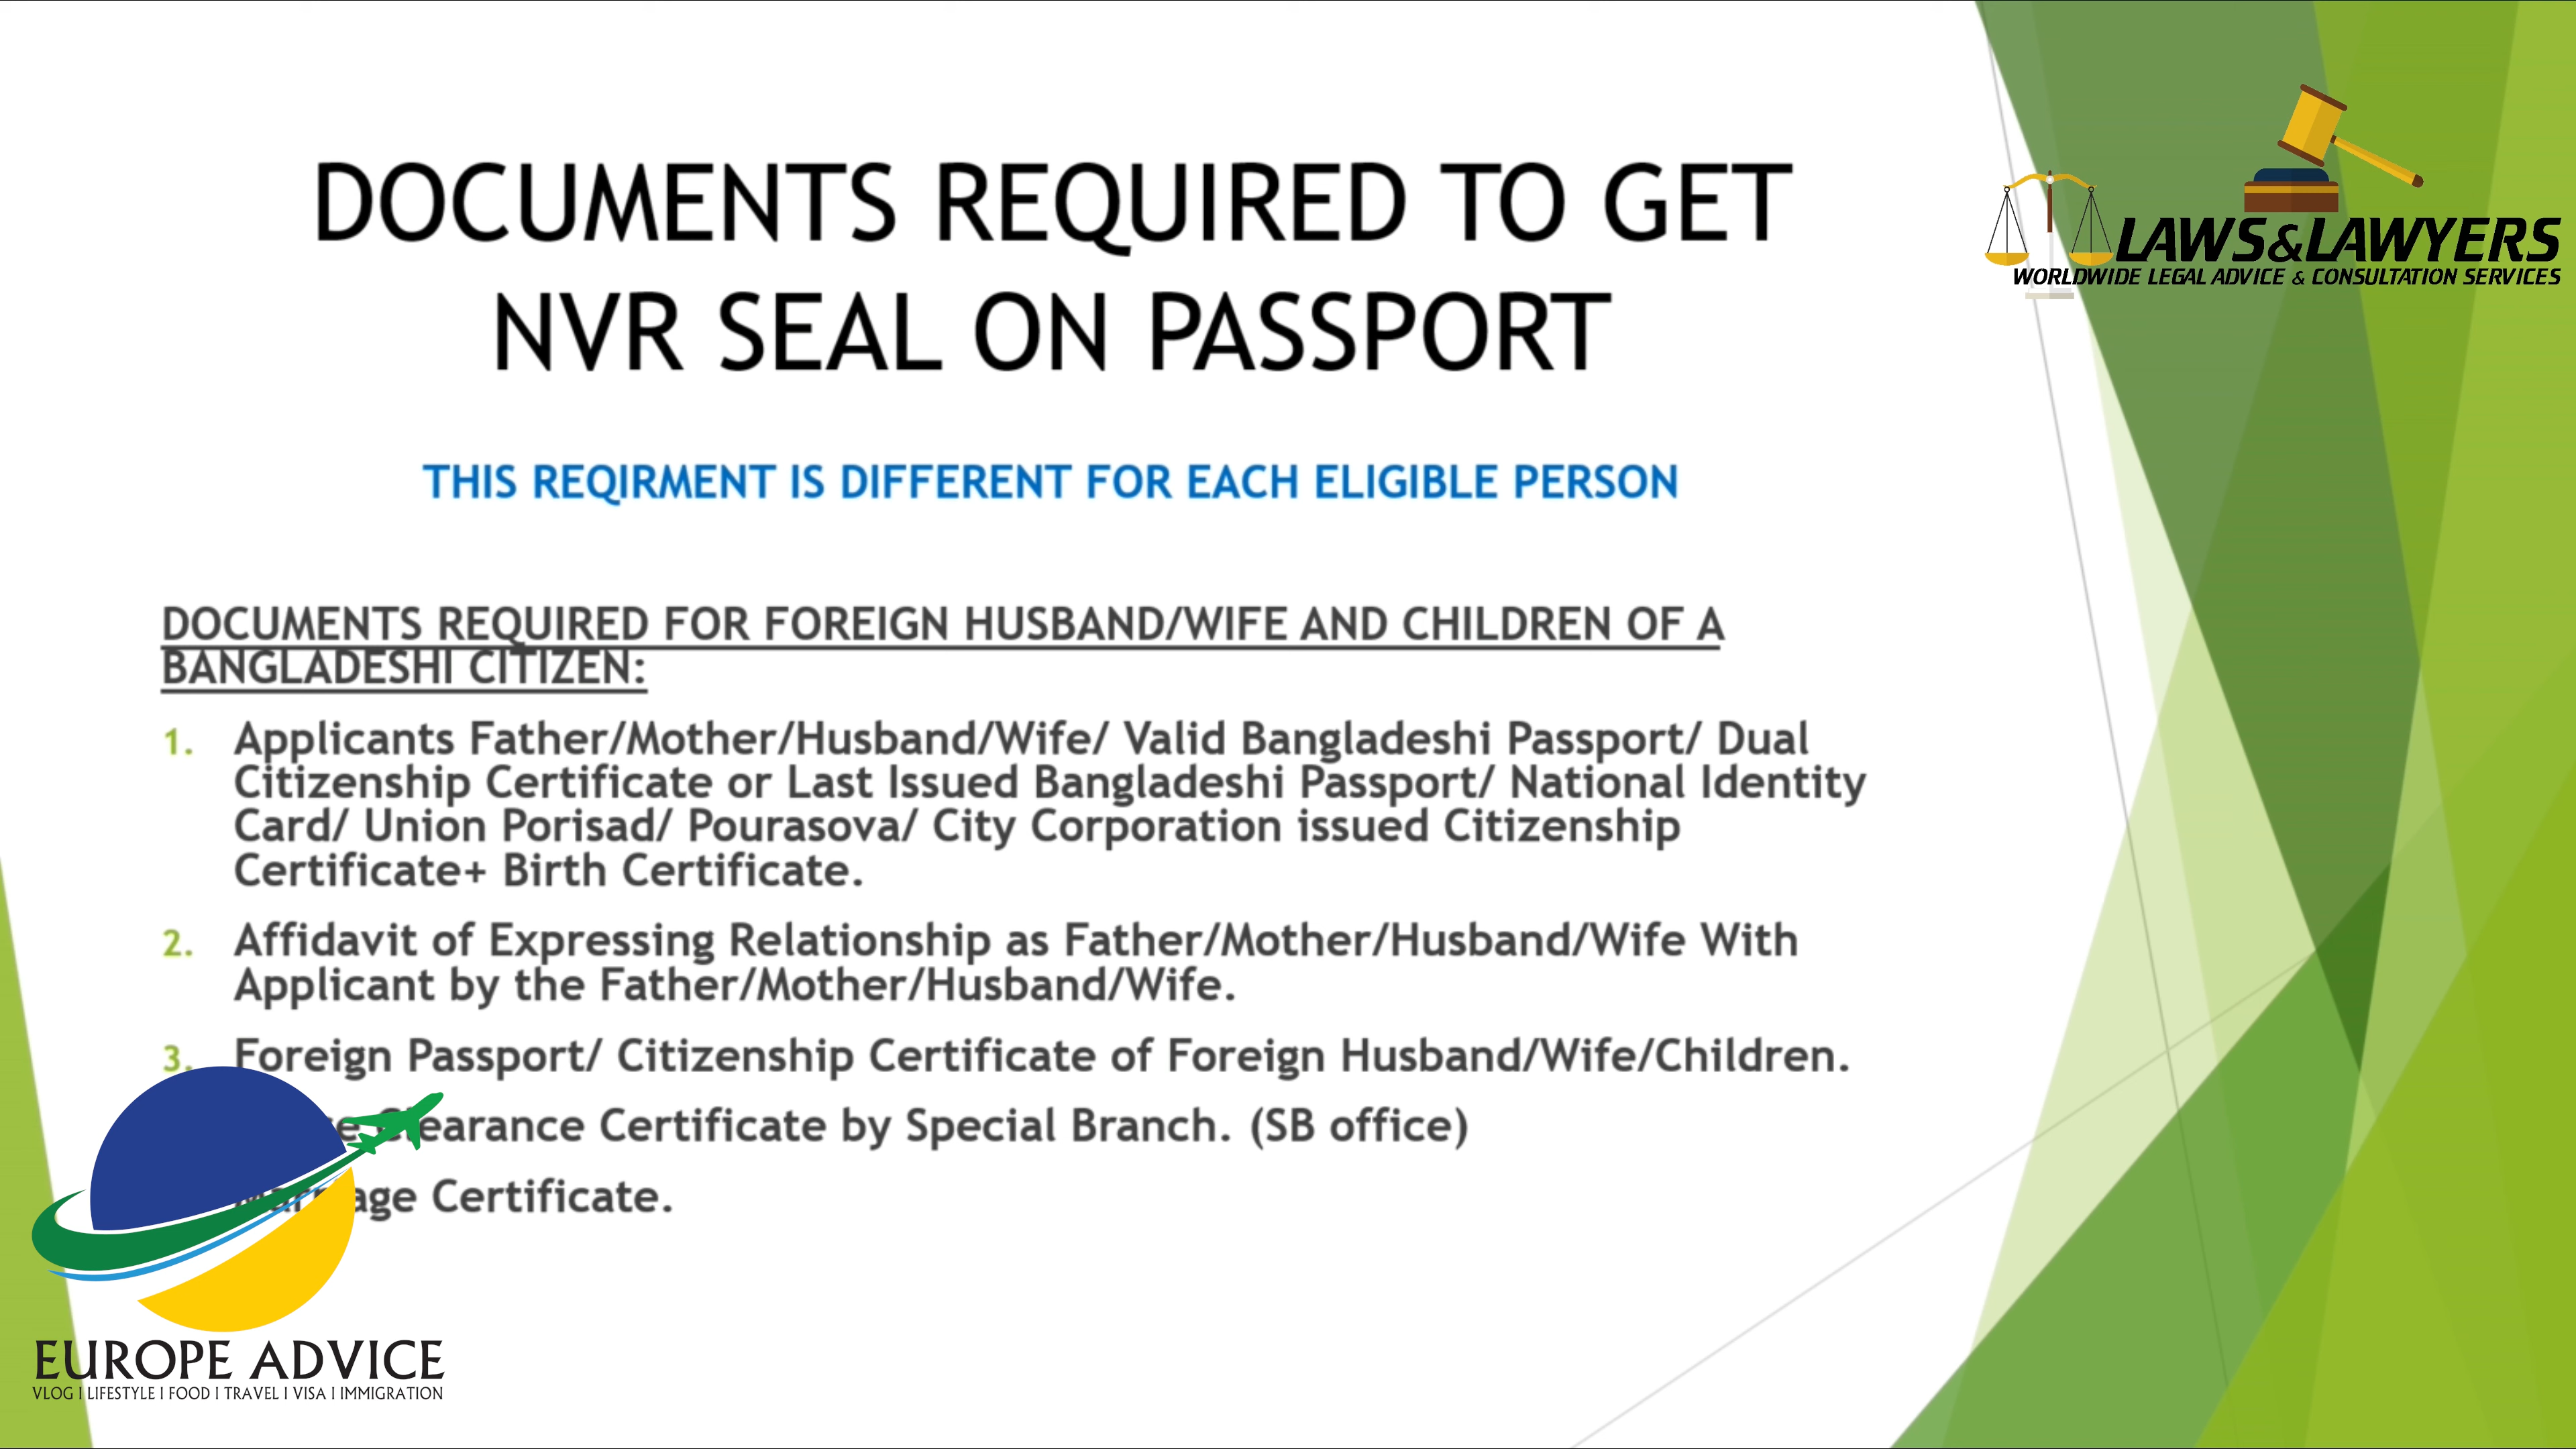 DOCUMENTS REQUIRED TO GET
NVR SEAL ON PASSPORT
LAWS&LAWYERS
WORLDWIDE LEGAL ADVICE & CONSULTATION SERVICES
THIS REQIRMENT IS DIFFERENT FOR EACH ELIGIBLE PERSON
DOCUMENTS REQUIRED FOR FOREIGN HUSBAND/WIFE AND CHILDREN OF A
BANGLADESHI CITIZEN:
1. Applicants Father/Mother/Husband/Wife/ Valid Bangladeshi Passport/ Dual
Citizenship Certificate or Last Issued Bangladeshi Passport/ National Identity
Card/ Union Porisad/ Pourasova/ City Corporation issued Citizenship
Certificate+ Birth Certificate.
2. Affidavit of Expressing Relationship as Father/Mother/Husband/Wife With
Applicant by the Father/Mother/Husband/Wife.
3. Foreign Passport/ Citizenship Certificate of Foreign Husband/Wife/Children.
Clearance Certificate by Special Branch. (SB office)
Marriage Certificate.
EUROPE ADVICE
VLOG | LIFESTYLE | FOOD | TRAVEL | VISA | IMMIGRATION